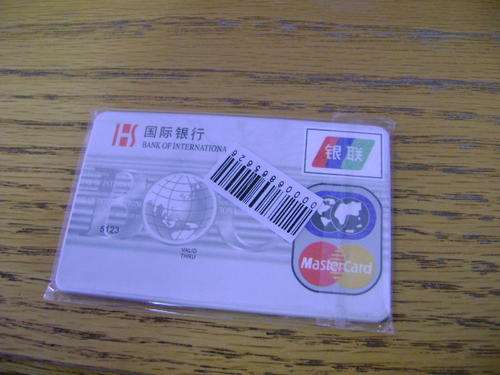 国际银行
BANK OF INTERNATIONA
银联
5123
VALID
THRU
MasterCard